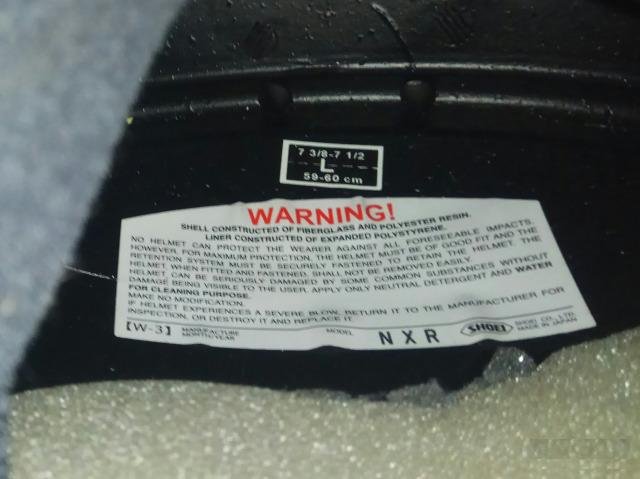 7 3/8-7 1/2
L
59-60 cm
WARNING!
SHELL CONSTRUCTED OF FIBERGLASS AND POLYESTER RESIN.
LINER CONSTRUCTED OF EXPANDED POLYSTYRENE.
NO HELMET CAN PROTECT THE WEARER AGAINST ALL FORESEEABLE IMPACTS.
HOWEVER, FOR MAXIMUM PROTECTION, THE HELMET MUST BE OF GOOD FIT AND THE
RETENTION SYSTEM MUST BE SECURELY FASTENED TO RETAIN THE HELMET. THE
HELMET WHEN FITTED AND FASTENED, SHALL NOT BE REMOVED EASILY.
HELMET CAN BE SERIOUSLY DAMAGED BY SOME COMMON SUBSTANCES WITHOUT
DAMAGE BEING VISIBLE TO THE USER. APPLY ONLY NEUTRAL DETERGENT AND WATER
FOR CLEANING PURPOSE.
MAKE NO MODIFICATION.
IF HELMET EXPERIENCES A SEVERE BLOW, RETURN IT TO THE MANUFACTURER FOR
INSPECTION, OR DESTROY IT AND REPLACE IT.
[W-3] MANUFACTURE MONTH/YEAR MODEL NXR SHOEI SHOEI CO., LTD. MADE IN JAPAN